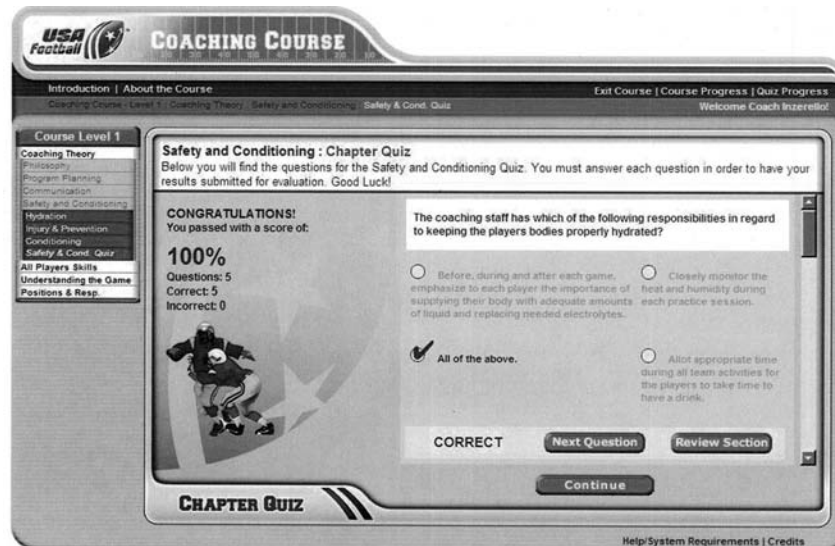 USA
Football
COACHING COURSE
Introduction | About the Course
Exit Course | Course Progress | Quiz Progress
Coaching Course - Level 1 : Coaching Theory : Safety and Conditioning : Safety & Cond. Quiz
Welcome Coach Inzerello!
Course Level 1
Coaching Theory
Philosophy
Program Planning
Communication
Safety and Conditioning
Hydration
Injury & Prevention
Conditioning
Safety & Cond. Quiz
All Players Skills
Understanding the Game
Positions & Resp.
Safety and Conditioning : Chapter Quiz
Below you will find the questions for the Safety and Conditioning Quiz. You must answer each question in order to have your
results submitted for evaluation. Good Luck!
CONGRATULATIONS!
You passed with a score of:
100%
Questions: 5
Correct: 5
Incorrect: 0
The coaching staff has which of the following responsibilities in regard
to keeping the players bodies properly hydrated?
Before, during and after each game,
emphasize to each player the importance of
supplying their body with adequate amounts
of liquid and replacing needed electrolytes.
Closely monitor the
heat and humidity during
each practice session.
All of the above.
Allot appropriate time
during all team activities for
the players to take time to
have a drink.
CORRECT
Next Question
Review Section
Continue
CHAPTER QUIZ
Help/System Requirements | Credits